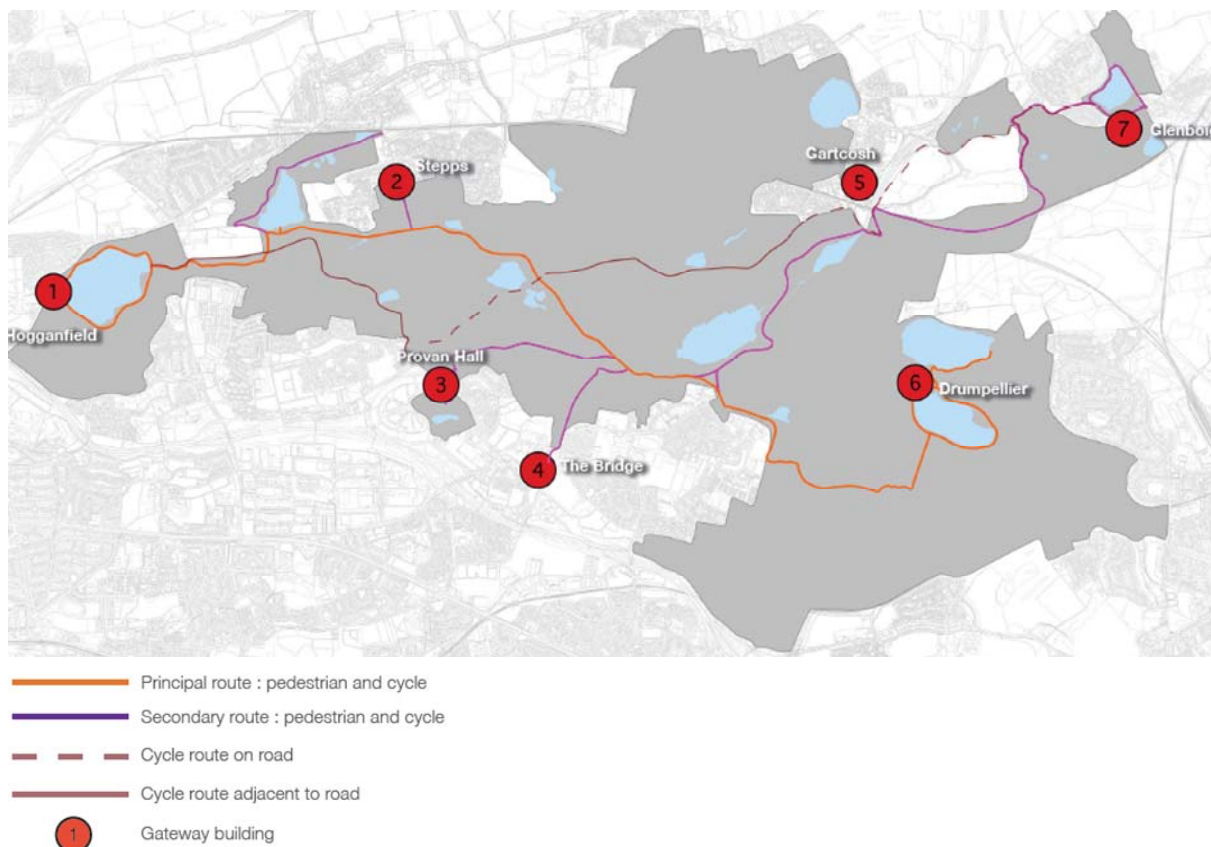 7
Glenboig
Gartcosh
5
2
Stepps
1
Hogganfield
Provan Hall
3
6
Drumpellier
4
The Bridge
Principal route : pedestrian and cycle
Secondary route : pedestrian and cycle
Cycle route on road
Cycle route adjacent to road
1
Gateway building